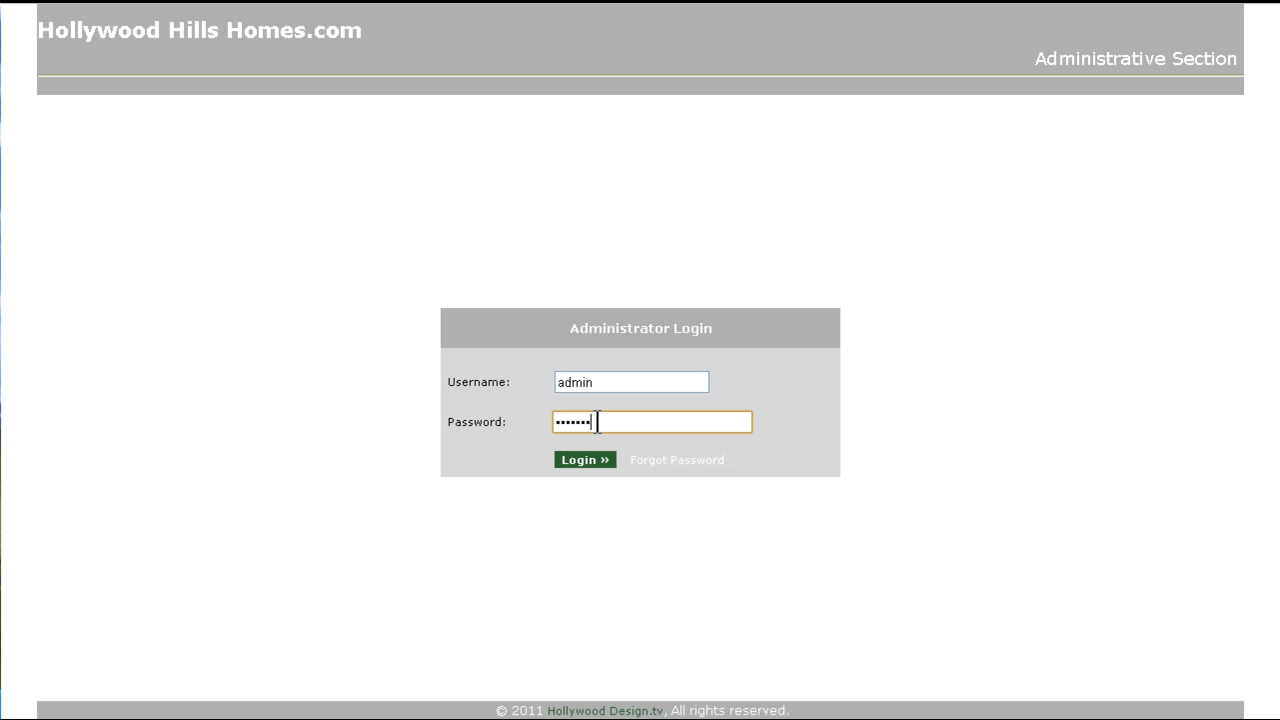 Hollywood Hills Homes.com
Administrative Section
Administrator Login
Username:
admin
Password:
•••••••
Login »
Forgot Password
© 2011 Hollywood Design.tv, All rights reserved.